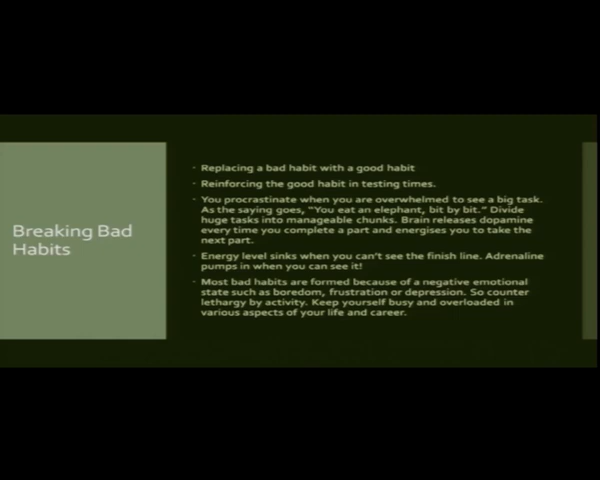 Breaking Bad
Habits
· Replacing a bad habit with a good habit
· Reinforcing the good habit in testing times.
· You procrastinate when you are overwhelmed to see a big task.
As the saying goes, "You eat an elephant, bit by bit." Divide
huge tasks into manageable chunks. Brain releases dopamine
every time you complete a part and energises you to take the
next part.
· Energy level sinks when you can't see the finish line. Adrenaline
pumps in when you can see it!
· Most bad habits are formed because of a negative emotional
state such as boredom, frustration or depression. So counter
lethargy by activity. Keep yourself busy and overloaded in
various aspects of your life and career.